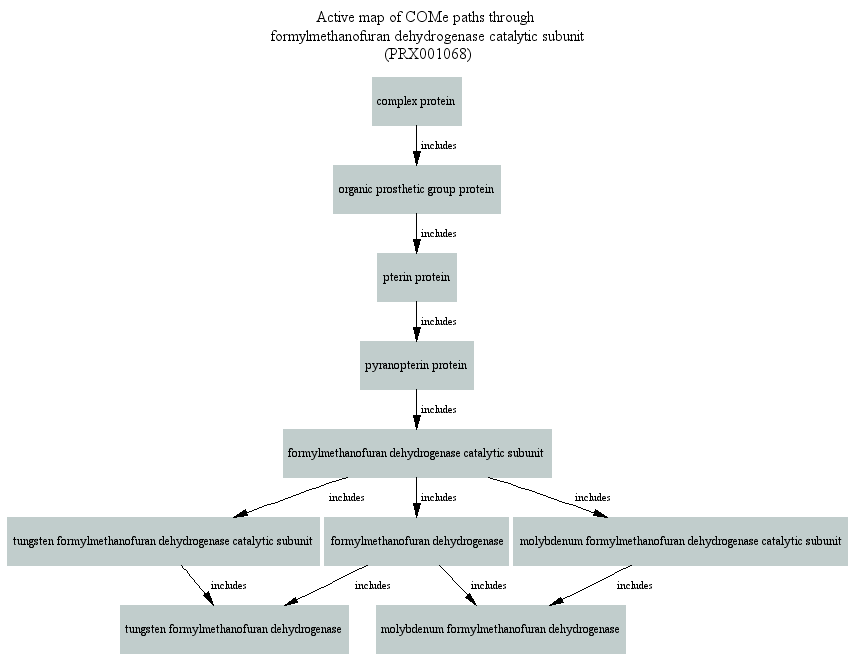 Active map of COMe paths through
formylmethanofuran dehydrogenase catalytic subunit
(PRX001068)
complex protein
includes
organic prosthetic group protein
includes
pterin protein
includes
pyranopterin protein
includes
formylmethanofuran dehydrogenase catalytic subunit
includes includes includes
tungsten formylmethanofuran dehydrogenase catalytic subunit formylmethanofuran dehydrogenase molybdenum formylmethanofuran dehydrogenase catalytic subunit
includes includes includes includes
tungsten formylmethanofuran dehydrogenase molybdenum formylmethanofuran dehydrogenase